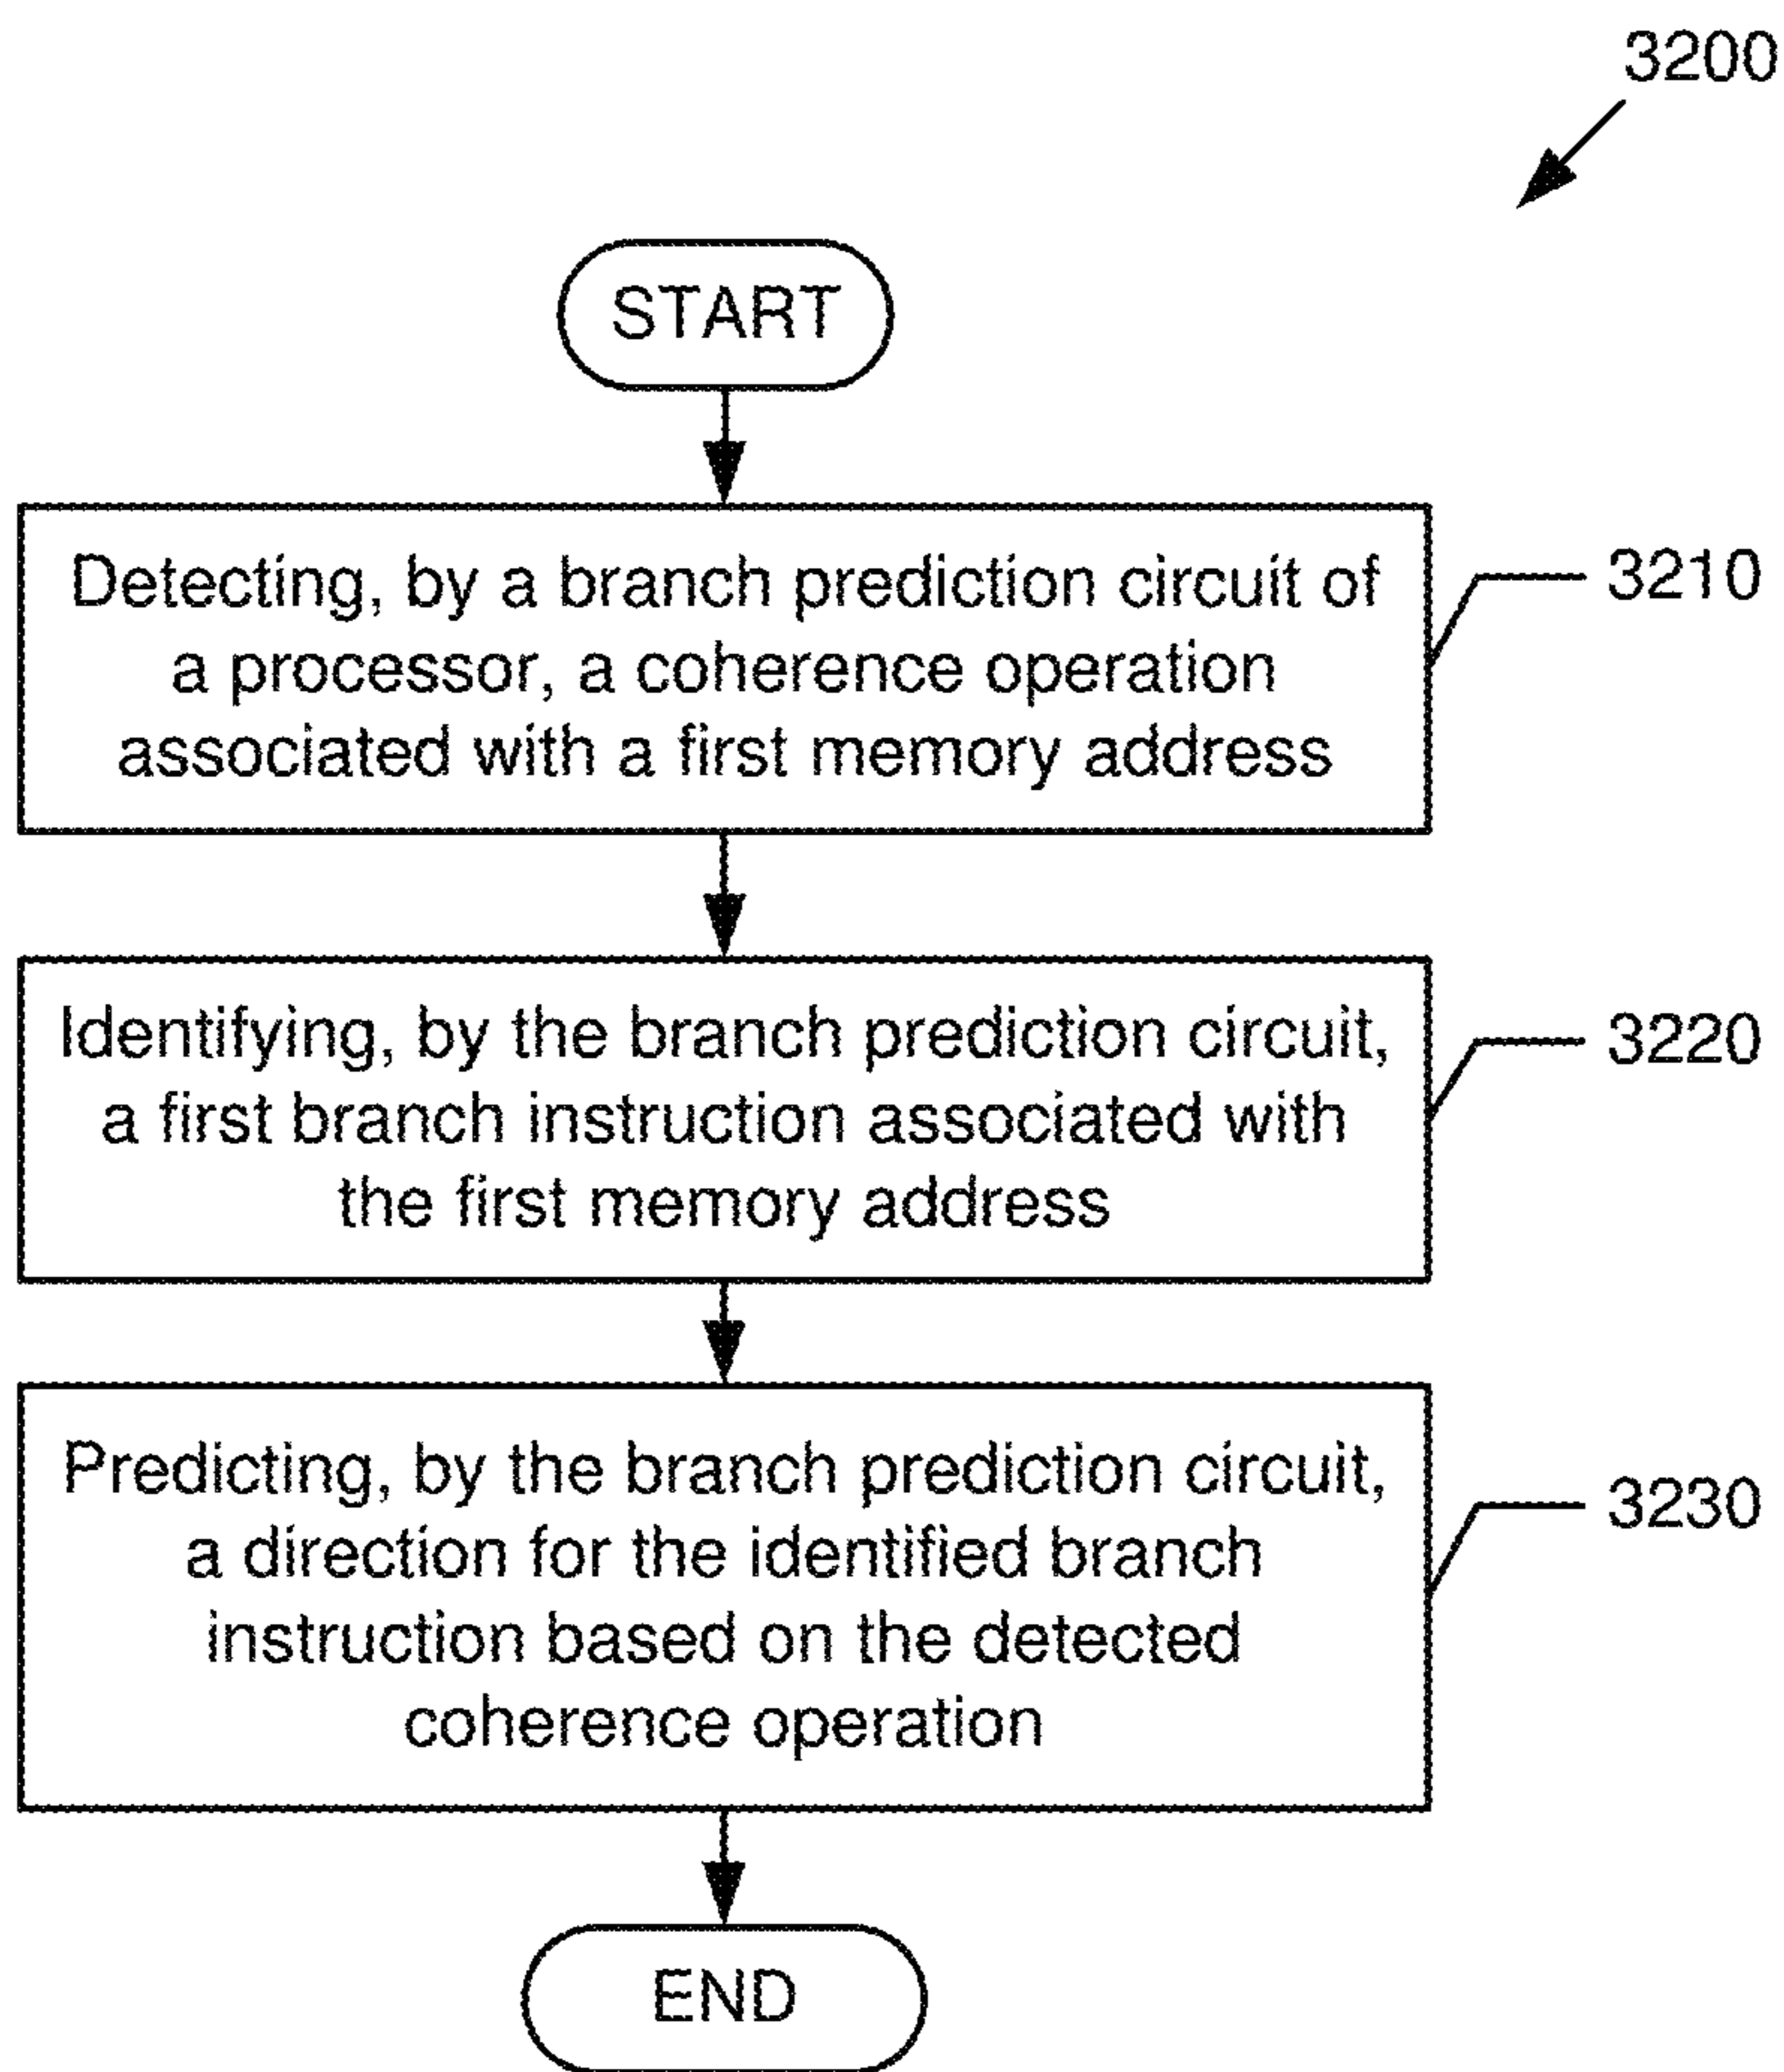 3200
START
Detecting, by a branch prediction circuit of
a processor, a coherence operation
associated with a first memory address
3210
Identifying, by the branch prediction circuit,
a first branch instruction associated with
the first memory address
3220
Predicting, by the branch prediction circuit,
a direction for the identified branch
instruction based on the detected
coherence operation
3230
END